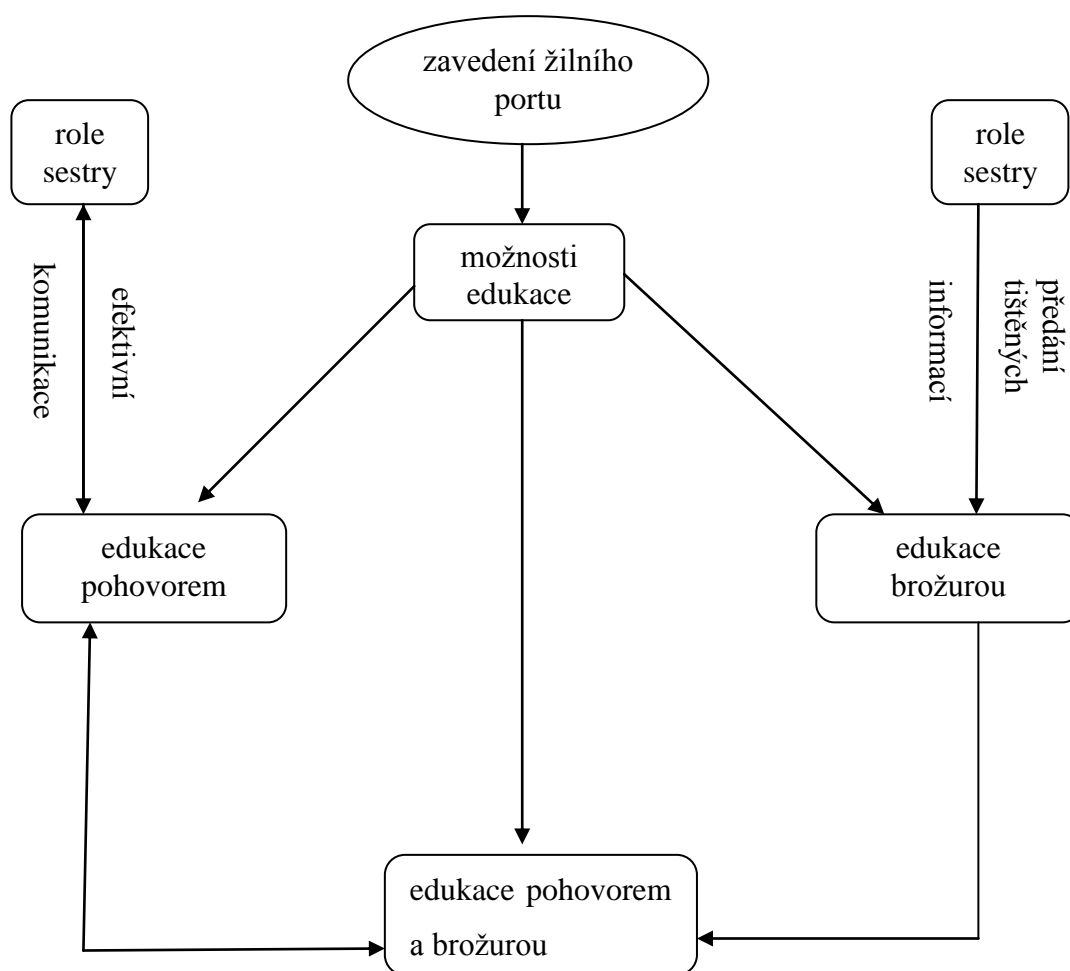 zavedení žilního
portu
role
sestry
role
sestry
možnosti
edukace
efektivní
komunikace
předání
tištěných
informací
edukace
pohovorem
edukace
brožurou
edukace pohovorem
a brožurou